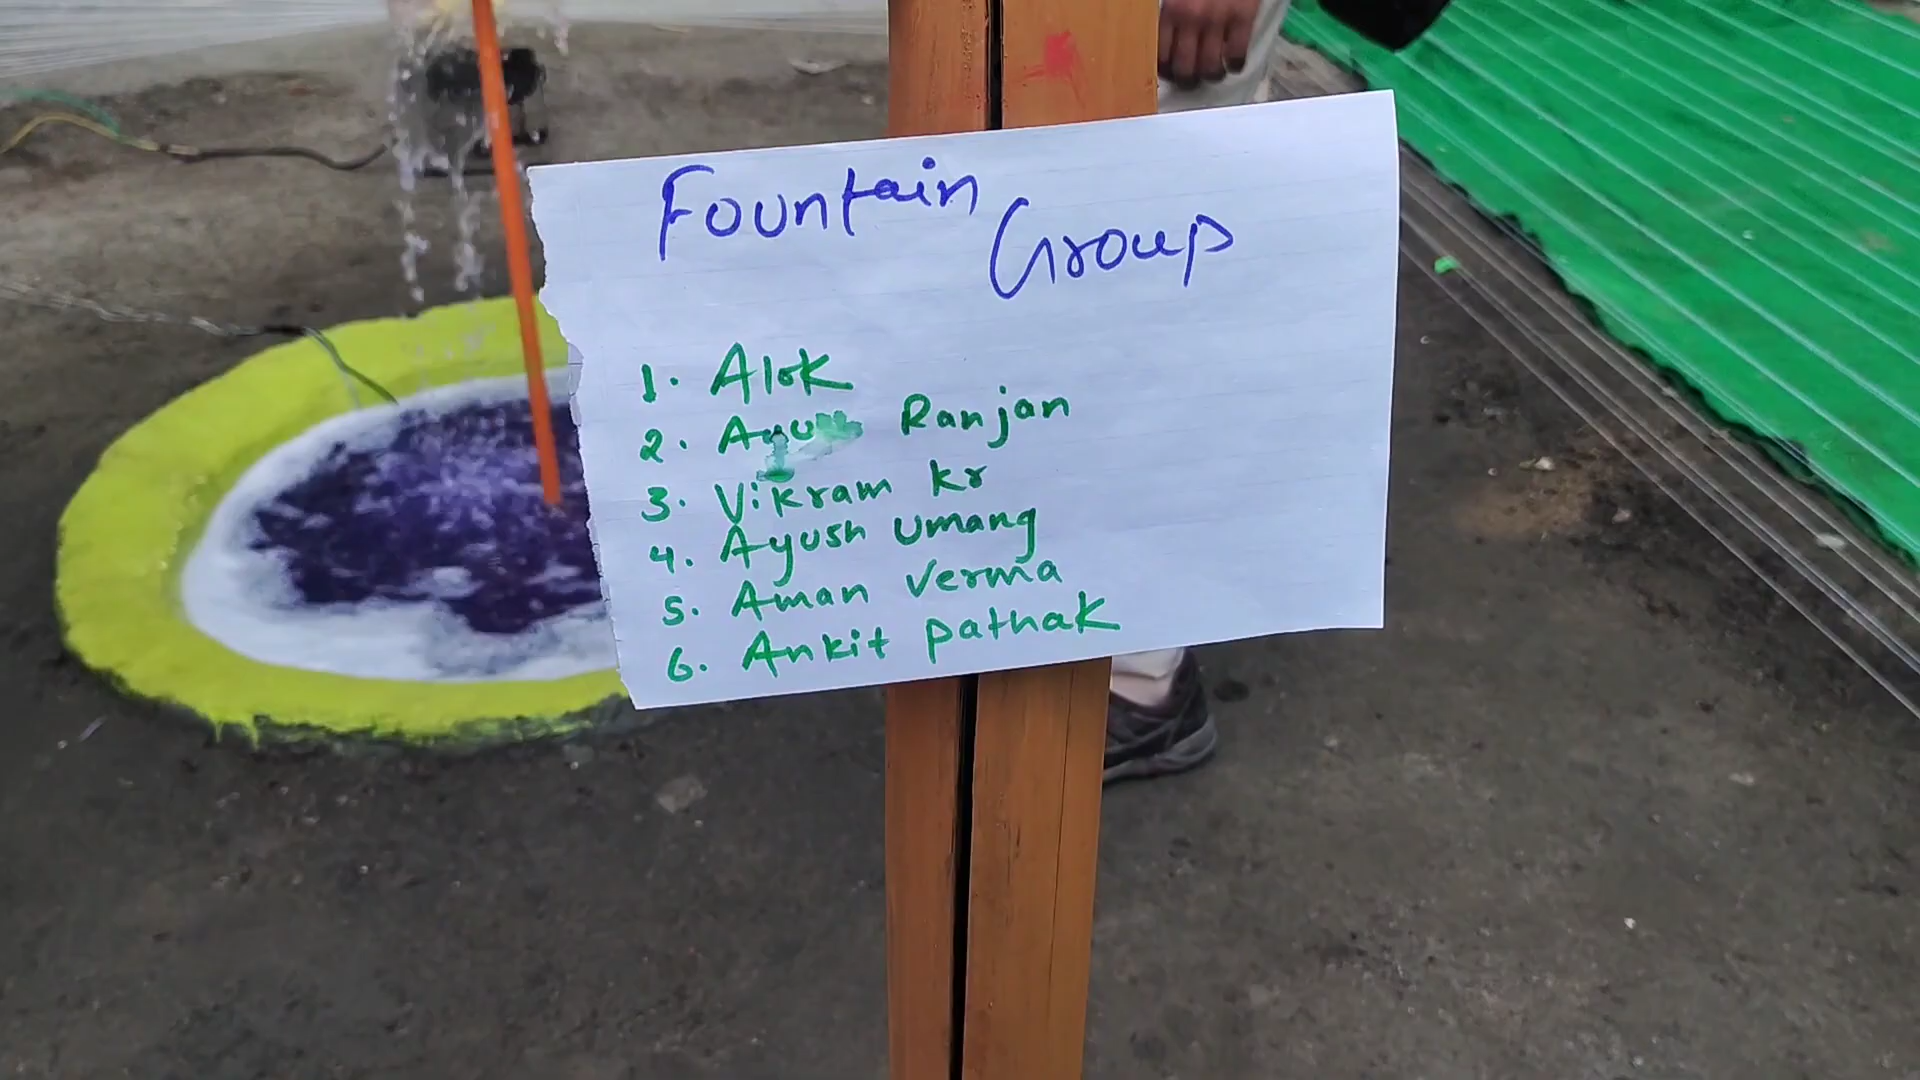 Fountain
Group
1. Alok
2. Ranjan
3. Vikram kr
4. Ayush Umang
5. Aman Verma
6. Ankit pathak